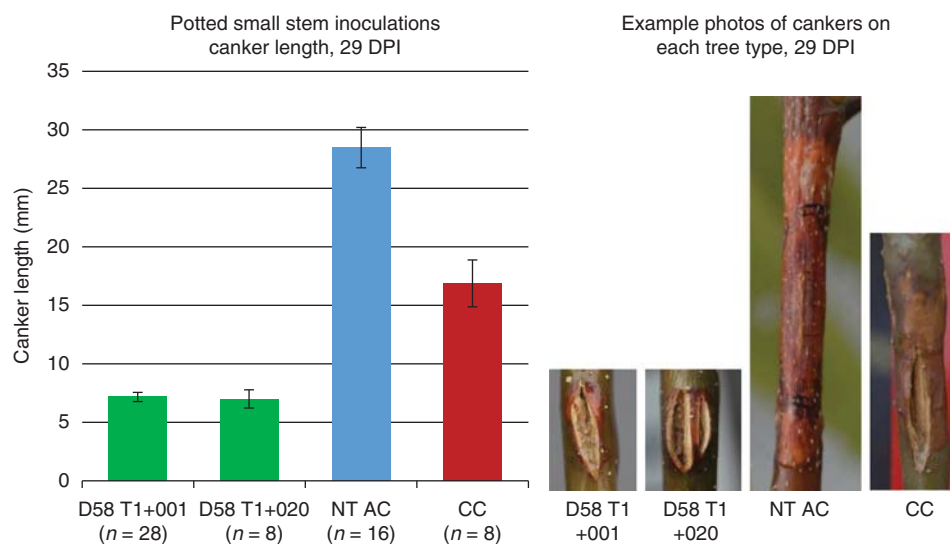 Potted small stem inoculations
canker length, 29 DPI
35
30
25
20
15
10
5
0
Canker length (mm)
D58 T1+001
(n = 28)
D58 T1+020
(n = 8)
NT AC
(n = 16)
CC
(n = 8)
Example photos of cankers on
each tree type, 29 DPI
D58 T1
+001
D58 T1
+020
NT AC
CC